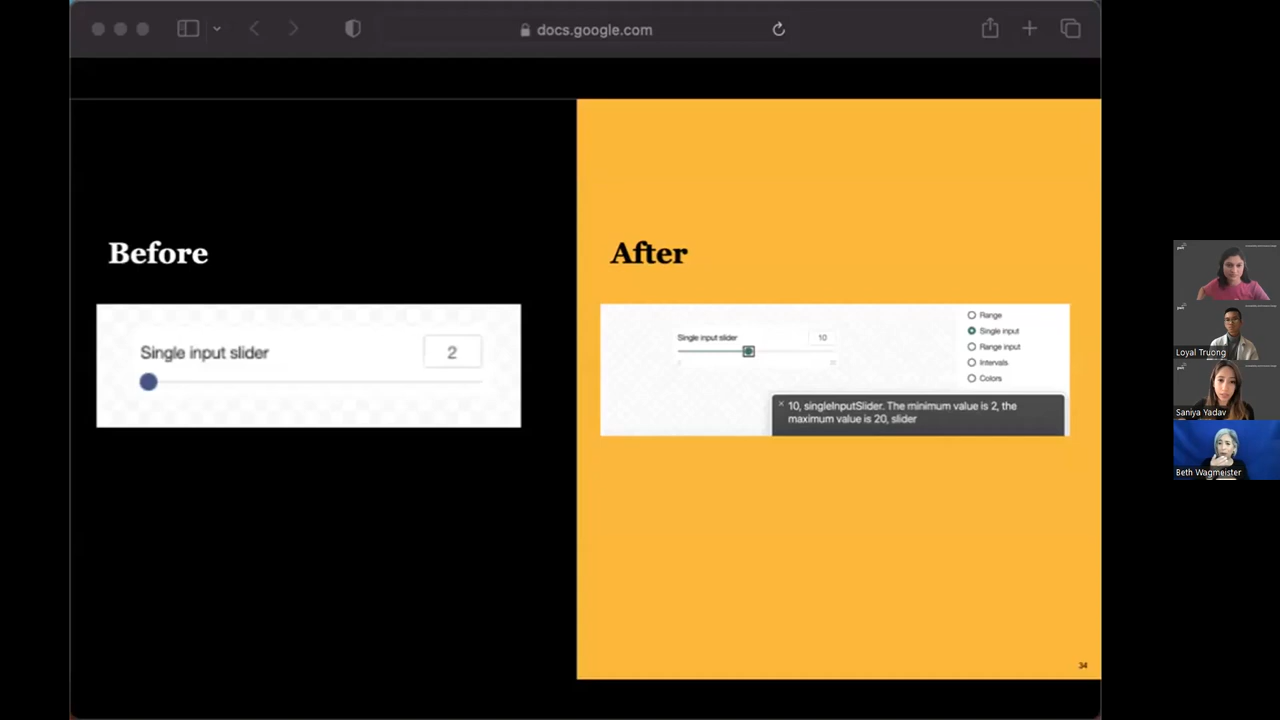 docs.google.com
Before
Single input slider
2
After
Single input slider
10
20
Range
Single input
Range input
Intervals
Colors
× 10, singleInputSlider. The minimum value is 2, the
maximum value is 20, slider
34
Loyal Truong
Saniya Yadav
Beth Wagmeister